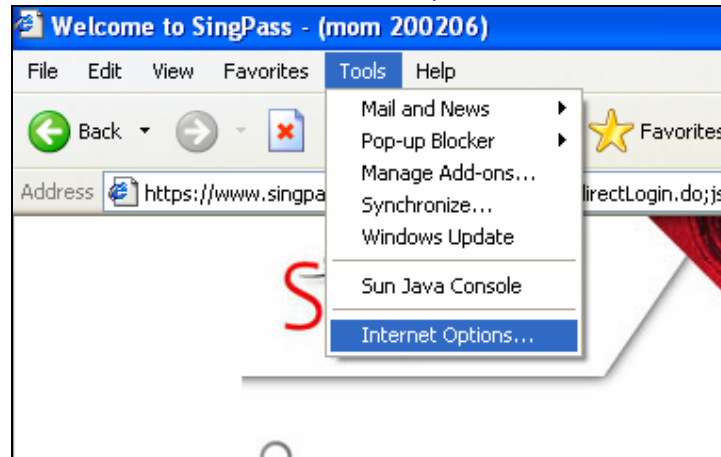 Welcome to SingPass - (mom 200206)
File Edit View Favorites Tools Help
Mail and News
Pop-up Blocker
Manage Add-ons...
Synchronize...
Windows Update
Sun Java Console
Internet Options...
Back Favorites
Address https://www.singpa irectLogin.do;js
S